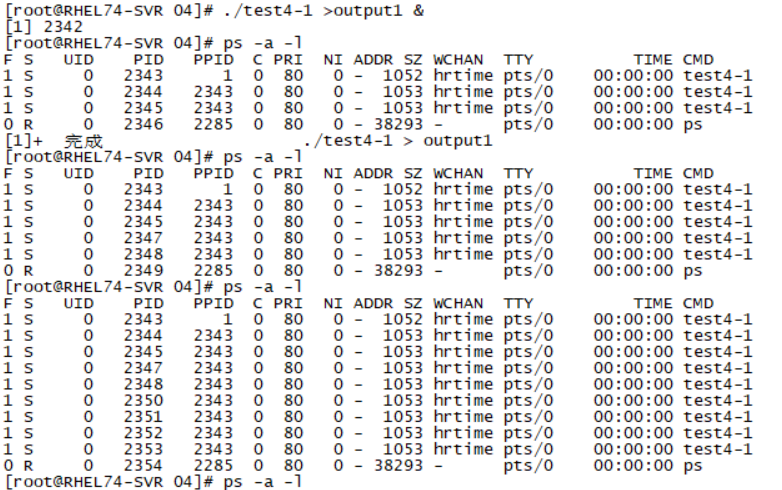 [root@RHEL74-SVR 04]# ./test4-1 >output1 &
[1] 2342
[root@RHEL74-SVR 04]# ps -a -l
F S   UID    PID   PPID  C PRI  NI ADDR SZ WCHAN  TTY          TIME CMD
1 S     0   2343      1  0  80   0 -  1052 hrtime pts/0    00:00:00 test4-1
1 S     0   2344   2343  0  80   0 -  1053 hrtime pts/0    00:00:00 test4-1
1 S     0   2345   2343  0  80   0 -  1053 hrtime pts/0    00:00:00 test4-1
0 R     0   2346   2285  0  80   0 - 38293 -      pts/0    00:00:00 ps
[1]+  完成                  ./test4-1 > output1
[root@RHEL74-SVR 04]# ps -a -l
F S   UID    PID   PPID  C PRI  NI ADDR SZ WCHAN  TTY          TIME CMD
1 S     0   2343      1  0  80   0 -  1052 hrtime pts/0    00:00:00 test4-1
1 S     0   2344   2343  0  80   0 -  1053 hrtime pts/0    00:00:00 test4-1
1 S     0   2345   2343  0  80   0 -  1053 hrtime pts/0    00:00:00 test4-1
1 S     0   2347   2343  0  80   0 -  1053 hrtime pts/0    00:00:00 test4-1
1 S     0   2348   2343  0  80   0 -  1053 hrtime pts/0    00:00:00 test4-1
0 R     0   2349   2285  0  80   0 - 38293 -      pts/0    00:00:00 ps
[root@RHEL74-SVR 04]# ps -a -l
F S   UID    PID   PPID  C PRI  NI ADDR SZ WCHAN  TTY          TIME CMD
1 S     0   2343      1  0  80   0 -  1052 hrtime pts/0    00:00:00 test4-1
1 S     0   2344   2343  0  80   0 -  1053 hrtime pts/0    00:00:00 test4-1
1 S     0   2345   2343  0  80   0 -  1053 hrtime pts/0    00:00:00 test4-1
1 S     0   2347   2343  0  80   0 -  1053 hrtime pts/0    00:00:00 test4-1
1 S     0   2348   2343  0  80   0 -  1053 hrtime pts/0    00:00:00 test4-1
1 S     0   2350   2343  0  80   0 -  1053 hrtime pts/0    00:00:00 test4-1
1 S     0   2351   2343  0  80   0 -  1053 hrtime pts/0    00:00:00 test4-1
1 S     0   2352   2343  0  80   0 -  1053 hrtime pts/0    00:00:00 test4-1
1 S     0   2353   2343  0  80   0 -  1053 hrtime pts/0    00:00:00 test4-1
0 R     0   2354   2285  0  80   0 - 38293 -      pts/0    00:00:00 ps
[root@RHEL74-SVR 04]# ps -a -l